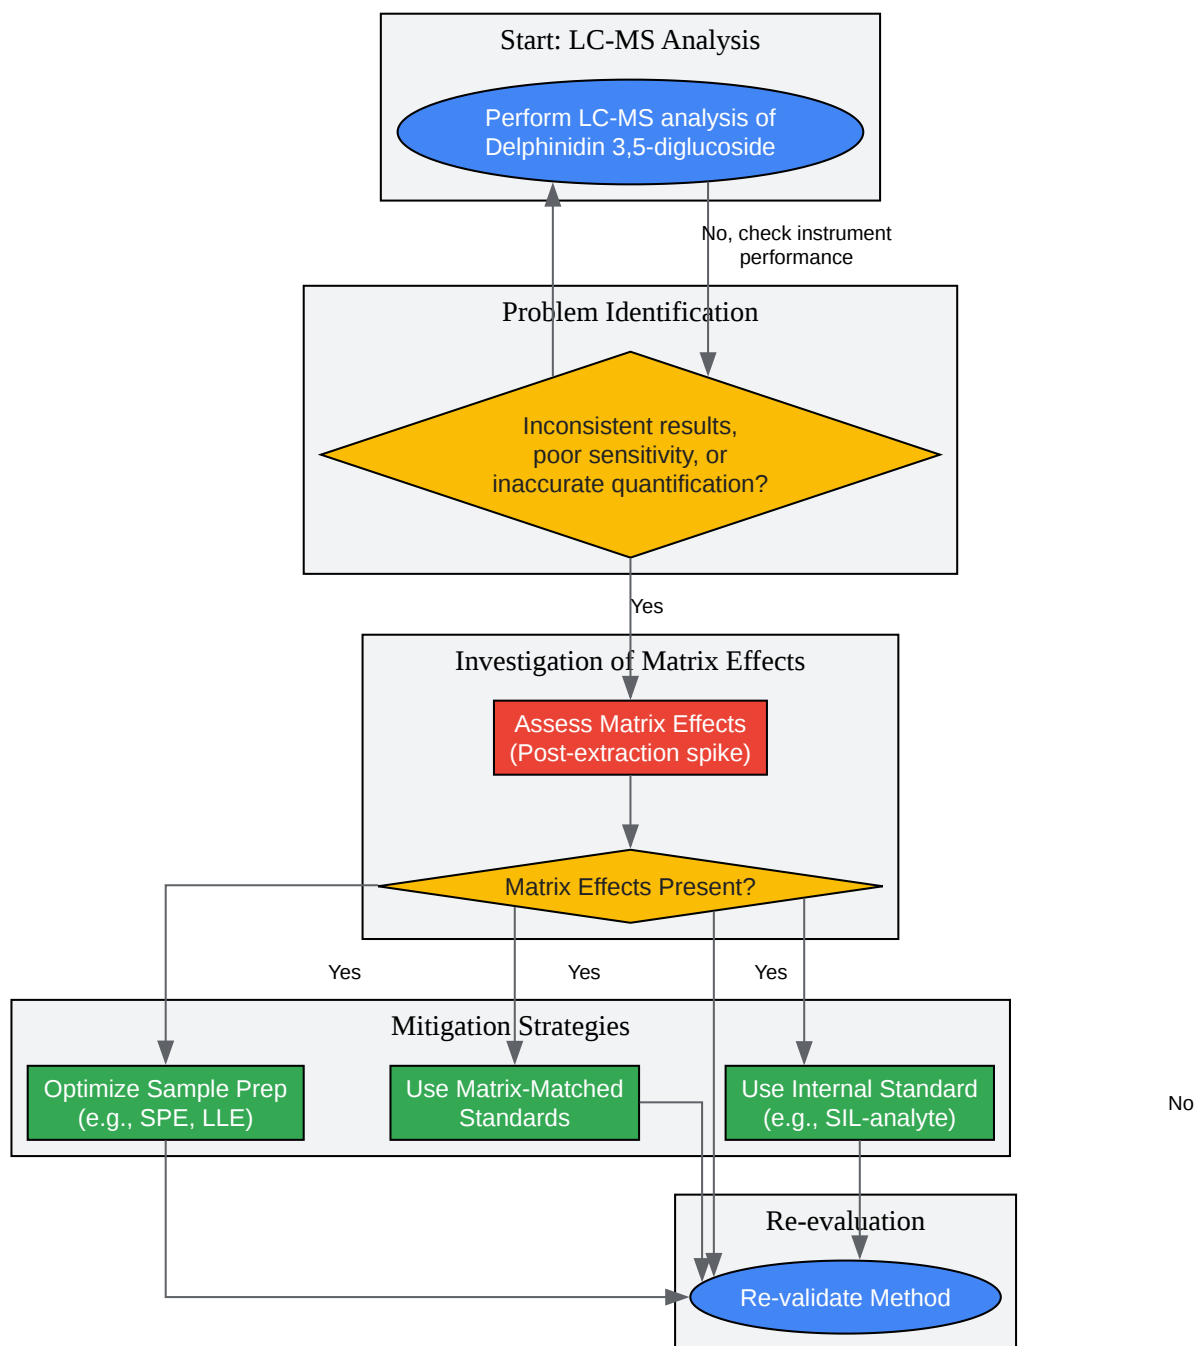 Start: LC-MS Analysis
Perform LC-MS analysis of
Delphinidin 3,5-diglucoside
No, check instrument
performance
Problem Identification
Inconsistent results,
poor sensitivity, or
inaccurate quantification?
Yes
Investigation of Matrix Effects
Assess Matrix Effects
(Post-extraction spike)
Matrix Effects Present?
Yes
Yes
Yes
Mitigation Strategies
Optimize Sample Prep
(e.g., SPE, LLE)
Use Matrix-Matched
Standards
Use Internal Standard
(e.g., SIL-analyte)
No
Re-evaluation
Re-validate Method